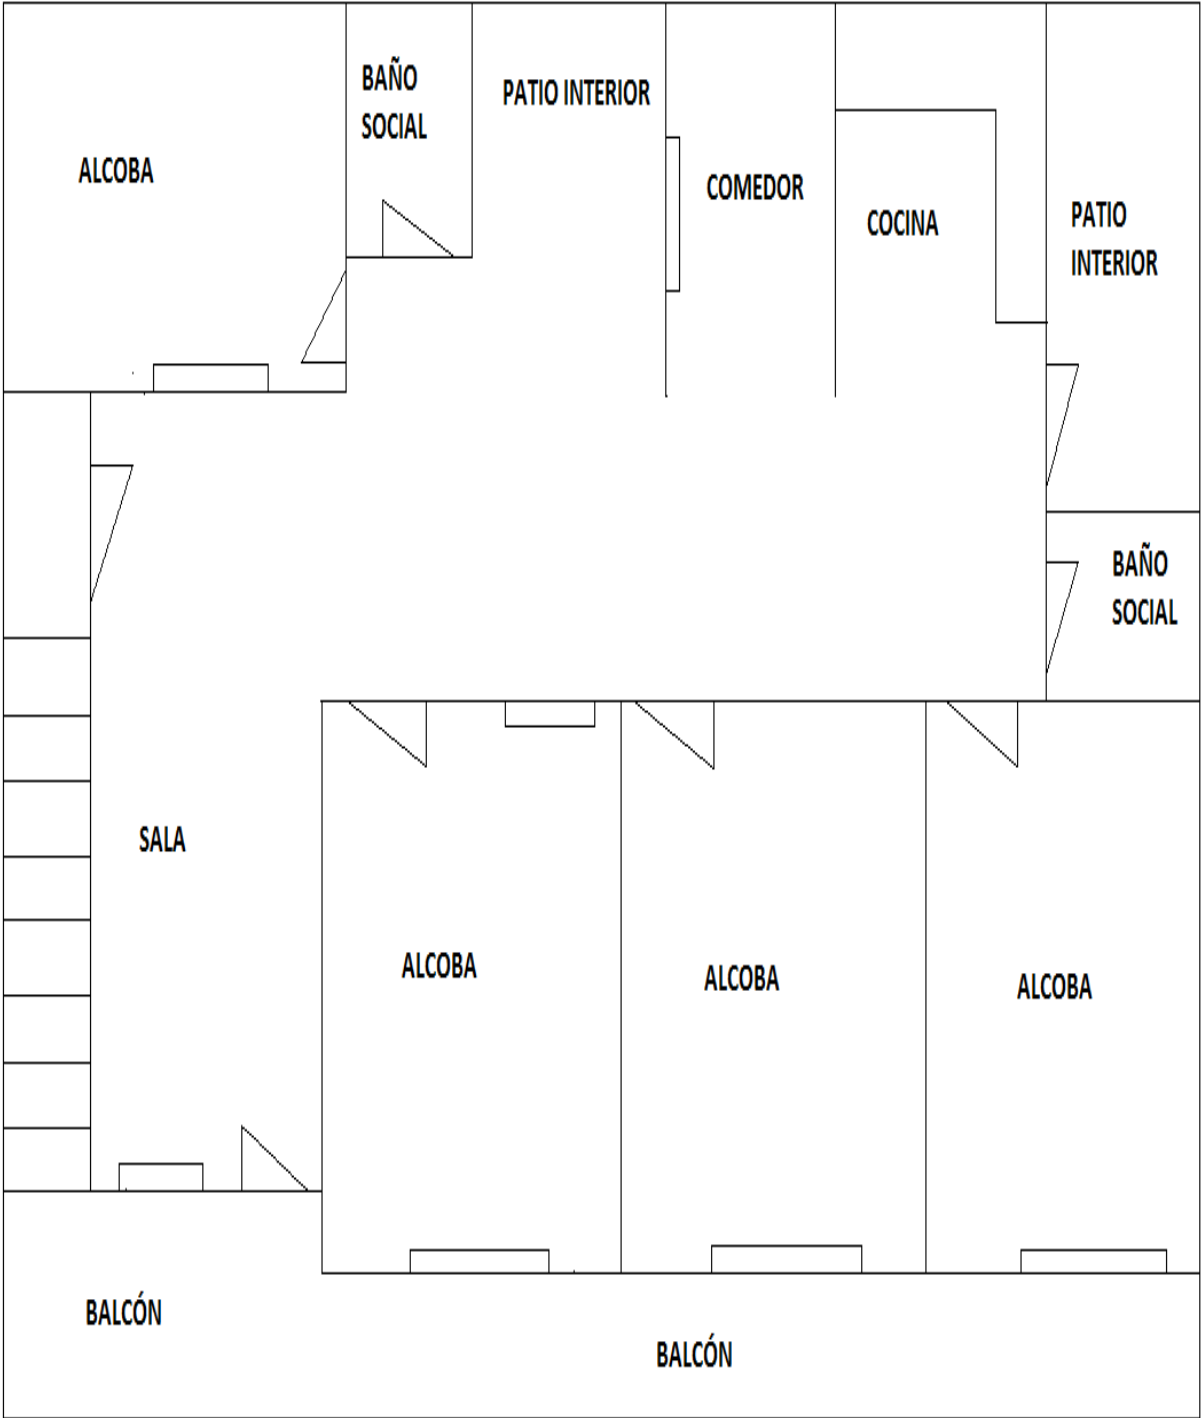 ALCOBA
BAÑO
SOCIAL
PATIO INTERIOR
COMEDOR
COCINA
PATIO
INTERIOR
BAÑO
SOCIAL
SALA
ALCOBA
ALCOBA
ALCOBA
BALCÓN
BALCÓN